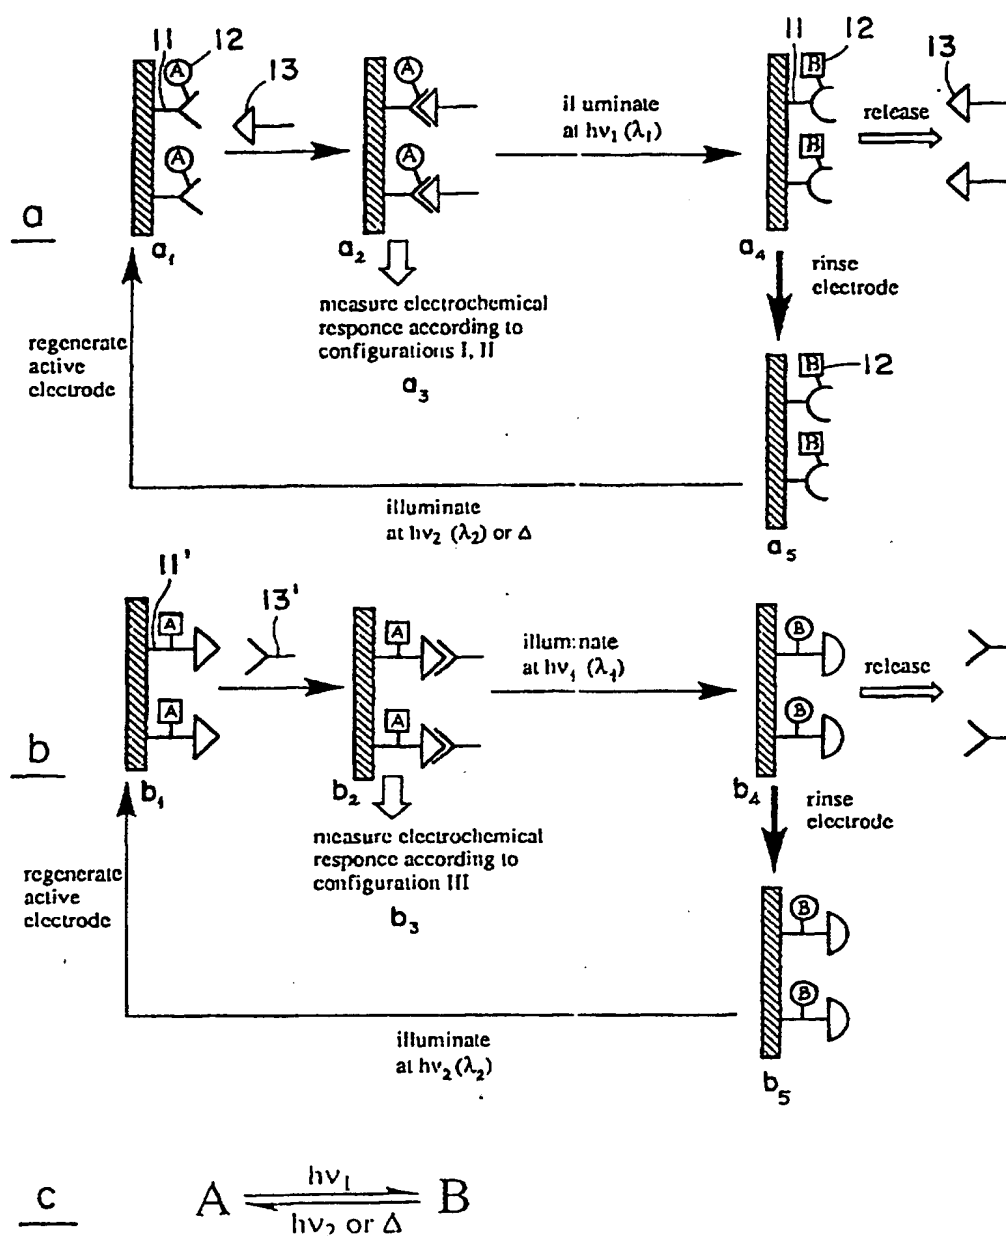 11 12
A
13
A
A
A
il uminate
at hν₁ (λ₁)
11 12
B
B
release
13
a
a₁
a₂
a₄
measure electrochemical
responce according to
configurations I, II
a₃
rinse
electrode
regenerate
active
electrode
B 12
B
illuminate
at hν₂ (λ₂) or Δ
a₅
11'
A
A
13'
A
A
illum:nate
at hν₁ (λ₁)
B
B
release
b
b₁
b₂
b₄
measure electrochemical
responce according to
configuration III
b₃
rinse
electrode
regenerate
active
electrode
B
B
illuminate
at hν₂ (λ₂)
b₅
c
hν₁
A B
hν₂ or Δ